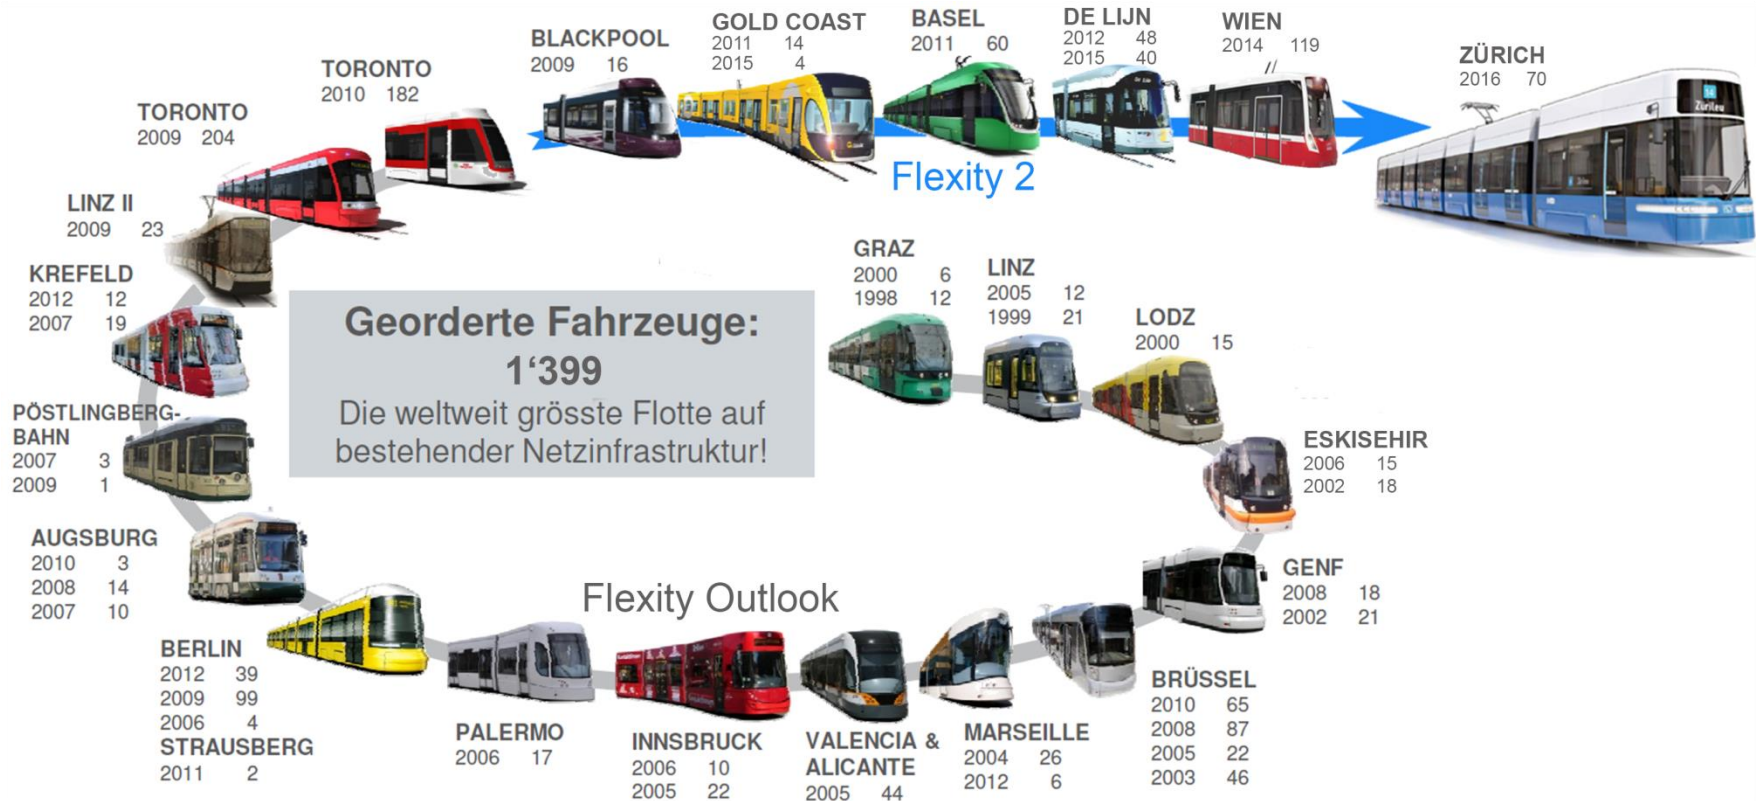 TORONTO
2009 204
TORONTO
2010 182
BLACKPOOL
2009 16
GOLD COAST
2011 14
2015 4
BASEL
2011 60
DE LIJN
2012 48
2015 40
WIEN
2014 119
ZÜRICH
2016 70
Flexity 2
LINZ II
2009 23
KREFELD
2012 12
2007 19
PÖSTLINGBERG-
BAHN
2007 3
2009 1
AUGSBURG
2010 3
2008 14
2007 10
BERLIN
2012 39
2009 99
2006 4
STRAUSBERG
2011 2
Georderte Fahrzeuge:
1‘399
Die weltweit grösste Flotte auf
bestehender Netzinfrastruktur!
GRAZ
2000 6
1998 12
LINZ
2005 12
1999 21
LODZ
2000 15
ESKISEHIR
2006 15
2002 18
GENF
2008 18
2002 21
Flexity Outlook
PALERMO
2006 17
INNSBRUCK
2006 10
2005 22
VALENCIA &
ALICANTE
2005 44
MARSEILLE
2004 26
2012 6
BRÜSSEL
2010 65
2008 87
2005 22
2003 46